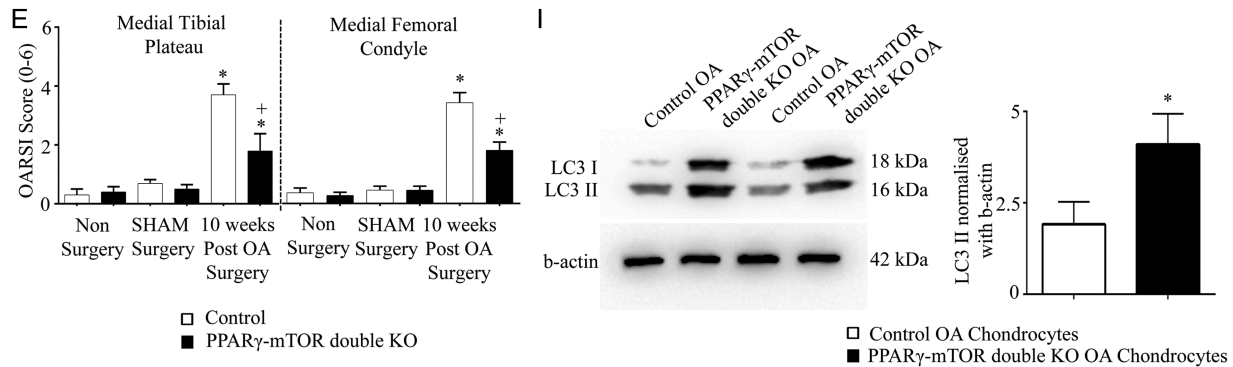 E
Medial Tibial
Plateau
Medial Femoral
Condyle
OARSI Score (0-6)
6
4
2
0
*
+
*
*
+
*
Non
Surgery
SHAM
Surgery
10 weeks
Post OA
Surgery
Non
Surgery
SHAM
Surgery
10 weeks
Post OA
Surgery
Control
PPARγ-mTOR double KO
I
Control OA
PPARγ-mTOR
double KO OA
Control OA
PPARγ-mTOR
double KO OA
LC3 I
18 kDa
LC3 II
16 kDa
b-actin
42 kDa
LC3 II normalised
with b-actin
5
2.5
0
*
Control OA Chondrocytes
PPARγ-mTOR double KO OA Chondrocytes